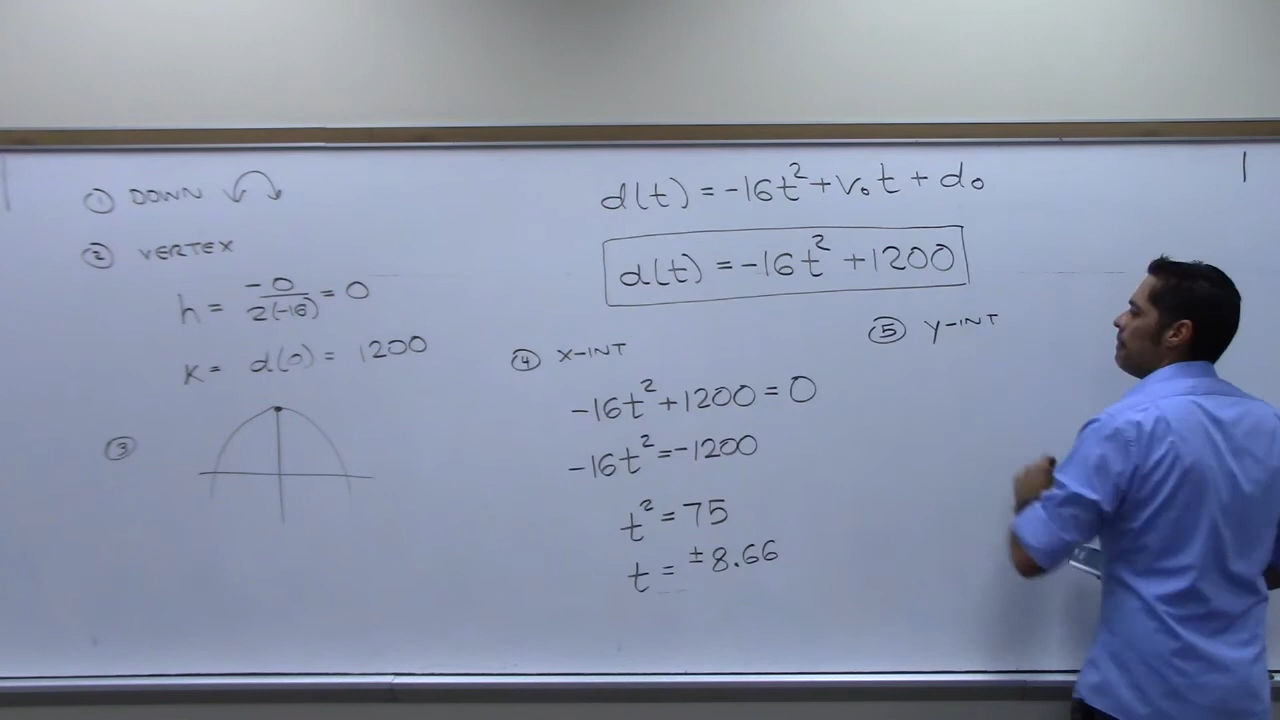 ① DOWN
② VERTEX
h = -0/2(-16) = 0
K = d(0) = 1200
③
d(t) = -16t² + v₀t + d₀
d(t) = -16t² + 1200
④ X-INT
-16t² + 1200 = 0
-16t² = -1200
t² = 75
t = ±8.66
⑤ Y-INT